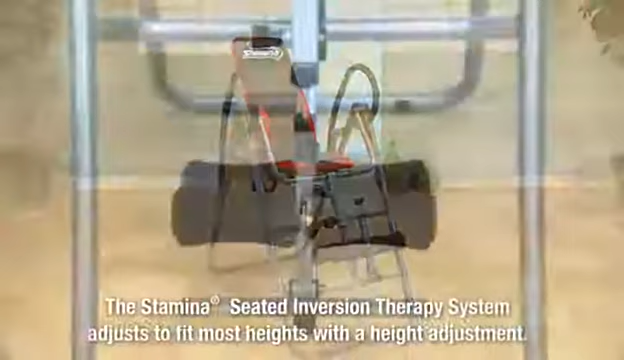 The Stamina® Seated Inversion Therapy System
adjusts to fit most heights with a height adjustment.